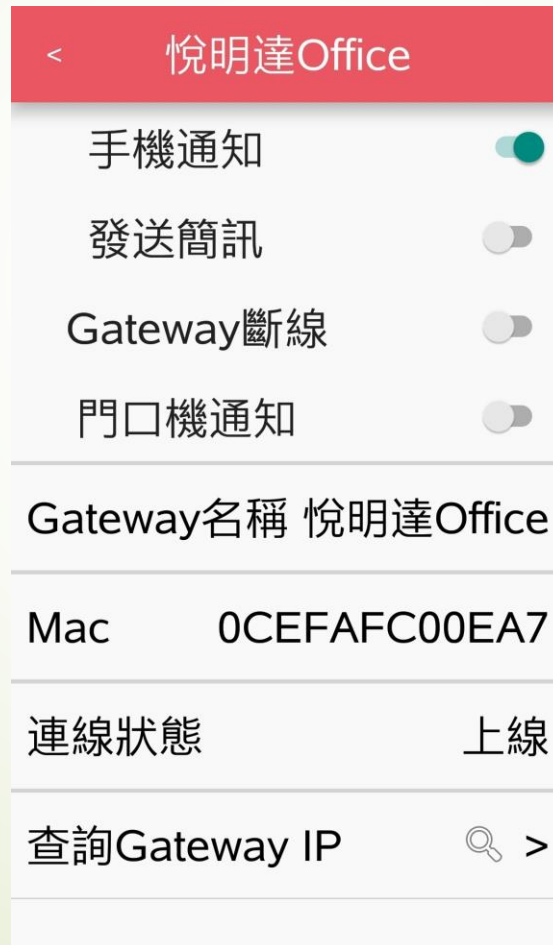 < 悅明達Office
手機通知
發送簡訊
Gateway斷線
門口機通知
Gateway名稱 悅明達Office
Mac 0CEFAFC00EA7
連線狀態 上線
查詢Gateway IP >